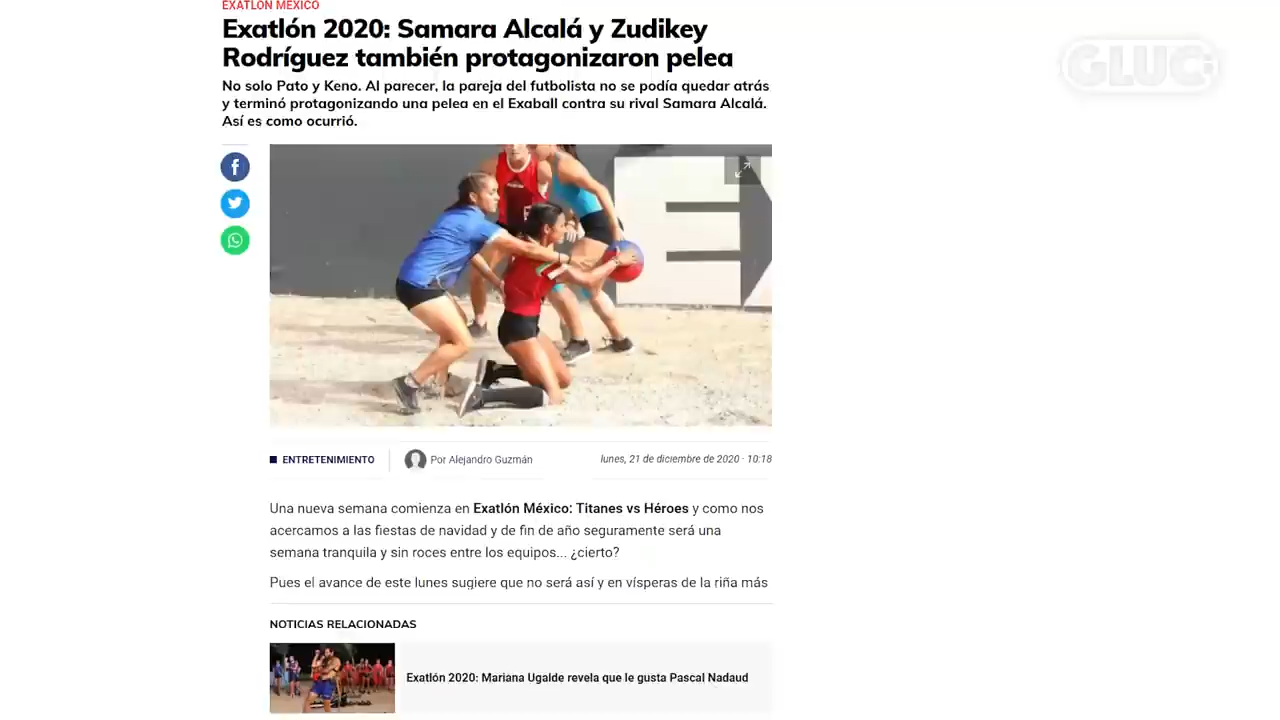 EXATLÓN MÉXICO
GLUC
Exatlón 2020: Samara Alcalá y Zudikey
Rodríguez también protagonizaron pelea
No solo Pato y Keno. Al parecer, la pareja del futbolista no se podía quedar atrás
y terminó protagonizando una pelea en el Exaball contra su rival Samara Alcalá.
Así es como ocurrió.
ENTRETENIMIENTO
Por Alejandro Guzmán
lunes, 21 de diciembre de 2020 · 10:18
Una nueva semana comienza en Exatlón México: Titanes vs Héroes y como nos
acercamos a las fiestas de navidad y de fin de año seguramente será una
semana tranquila y sin roces entre los equipos... ¿cierto?
Pues el avance de este lunes sugiere que no será así y en vísperas de la riña más
NOTICIAS RELACIONADAS
Exatlón 2020: Mariana Ugalde revela que le gusta Pascal Nadaud